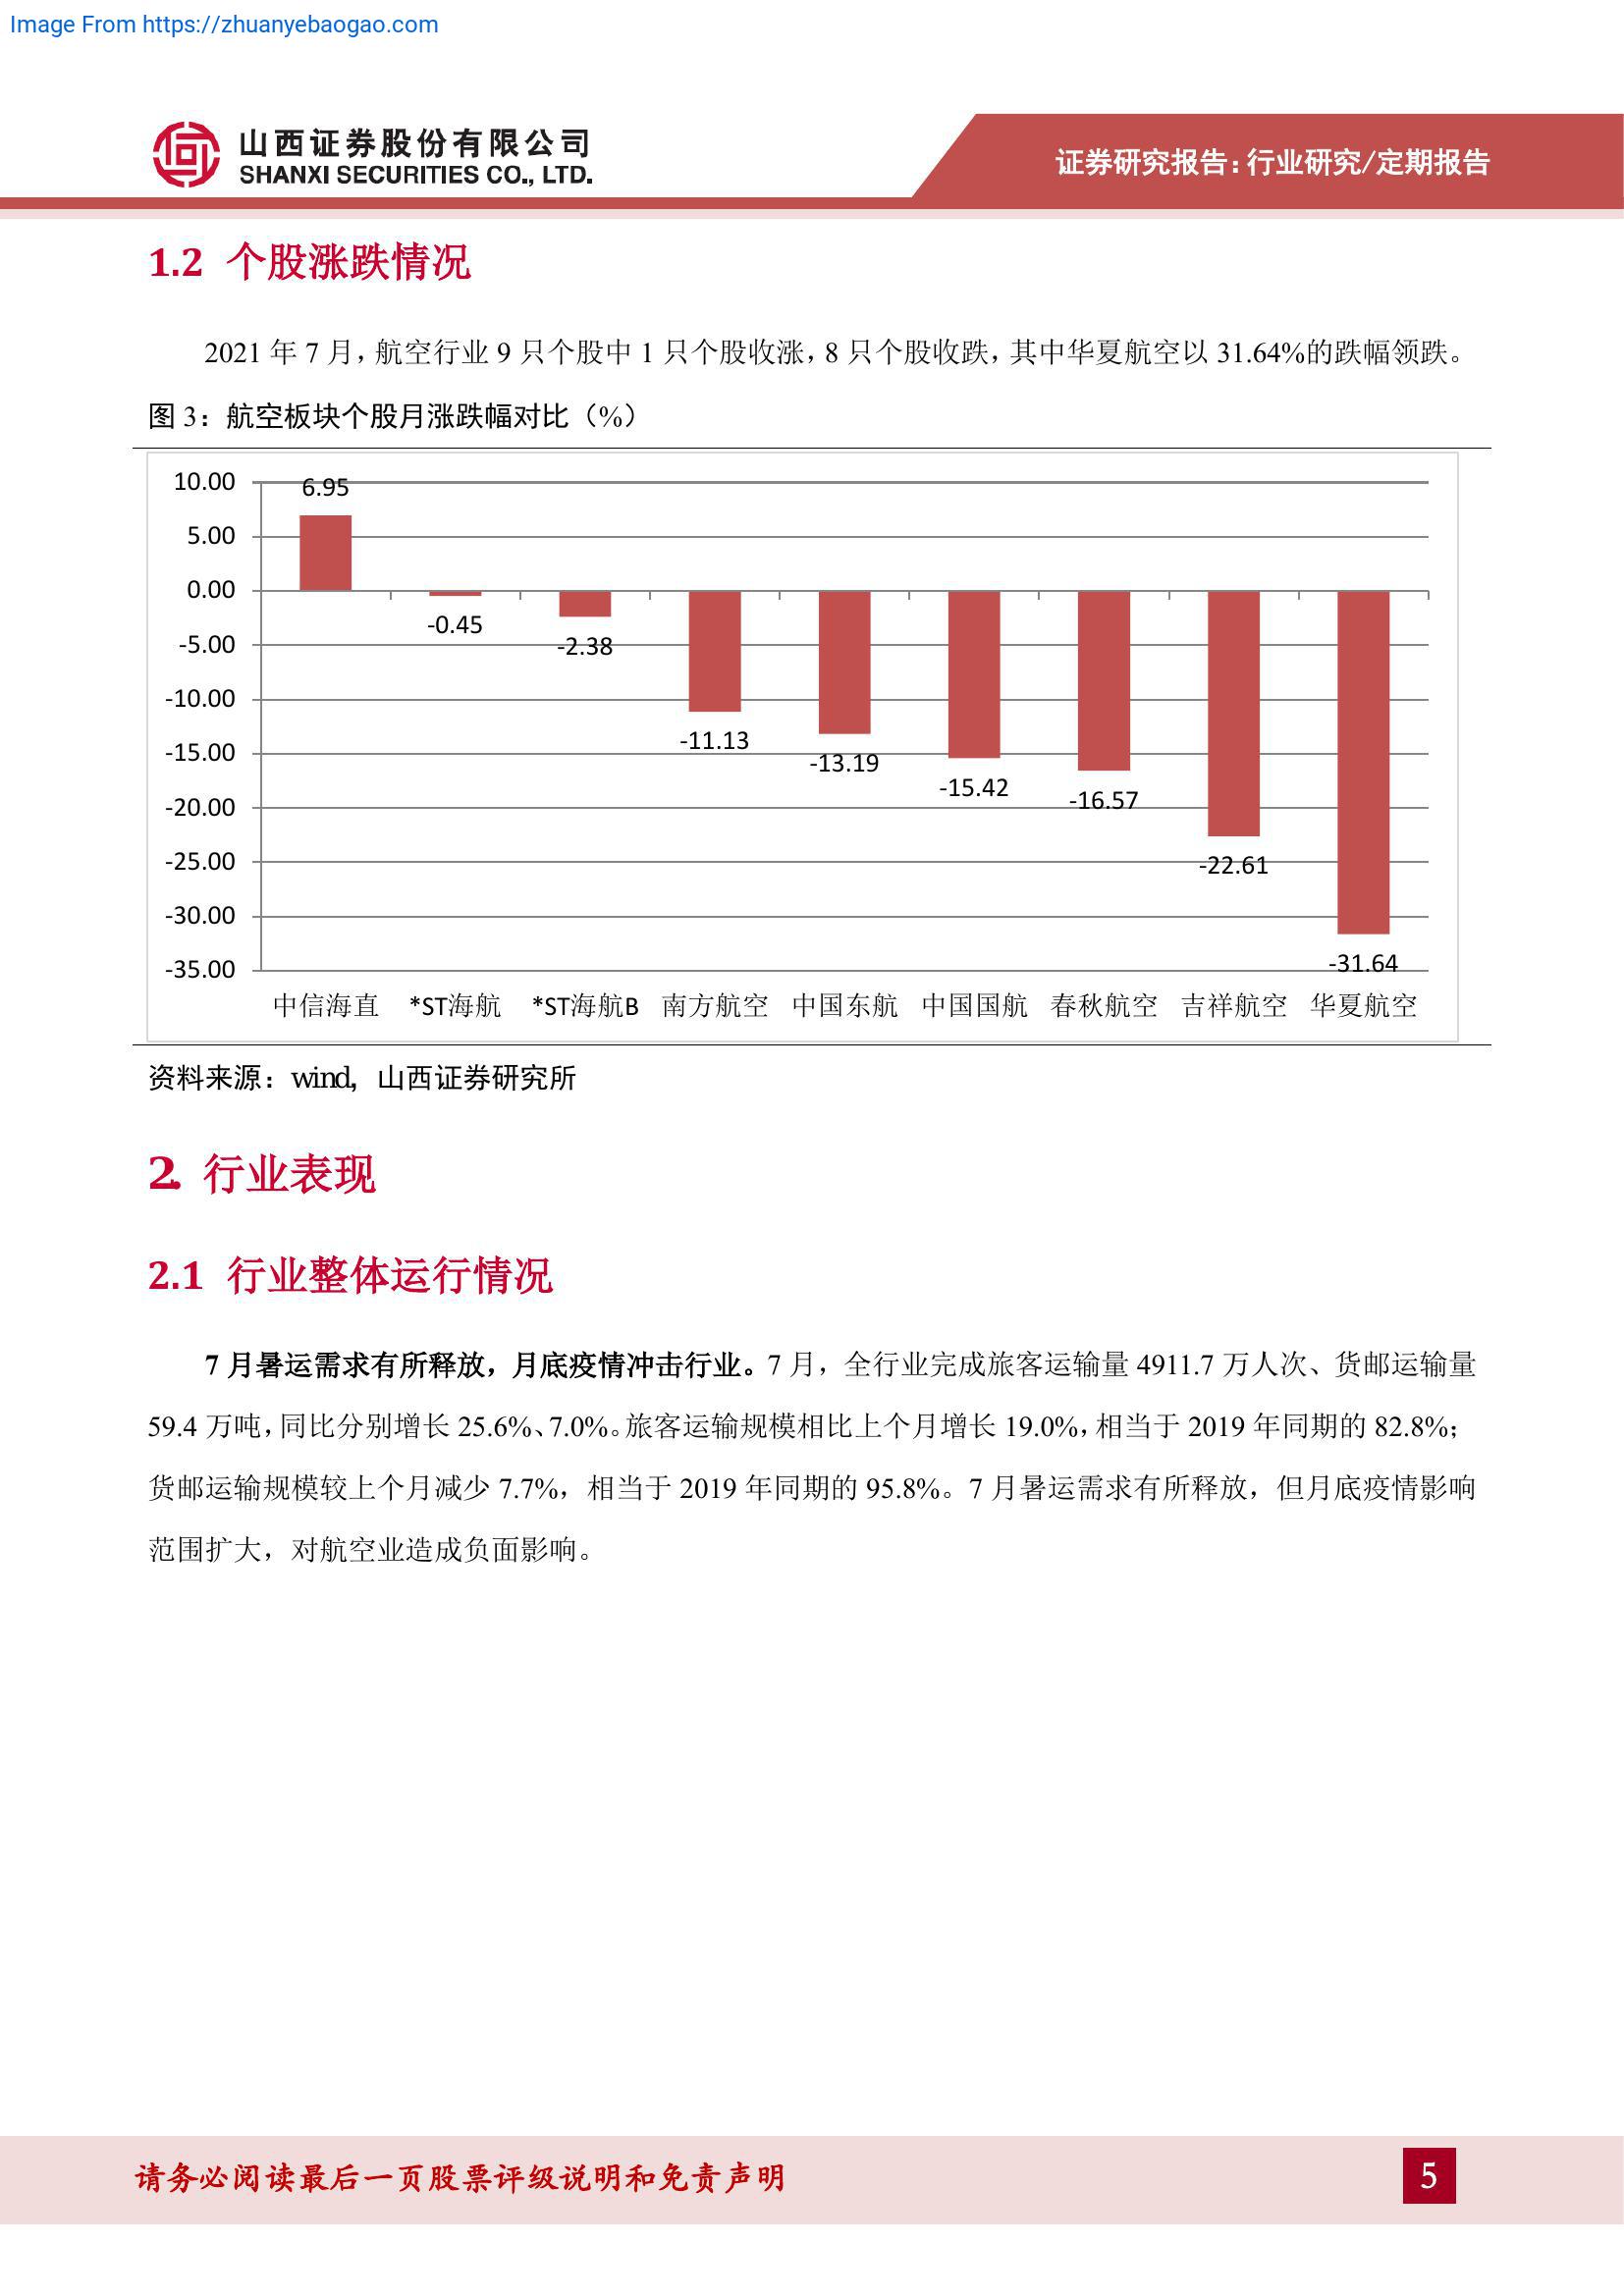 Image From https://zhuanyebaogao.com
山西证券股份有限公司
SHANXI SECURITIES CO., LTD.
证券研究报告：行业研究/定期报告
1.2 个股涨跌情况
2021 年 7 月，航空行业 9 只个股中 1 只个股收涨，8 只个股收跌，其中华夏航空以 31.64%的跌幅领跌。
图 3：航空板块个股月涨跌幅对比（%）
10.00
5.00
0.00
-5.00
-10.00
-15.00
-20.00
-25.00
-30.00
-35.00
6.95
-0.45
-2.38
-11.13
-13.19
-15.42
-16.57
-22.61
-31.64
中信海直 *ST海航 *ST海航B 南方航空 中国东航 中国国航 春秋航空 吉祥航空 华夏航空
资料来源：wind，山西证券研究所
2. 行业表现
2.1 行业整体运行情况
7 月暑运需求有所释放，月底疫情冲击行业。7 月，全行业完成旅客运输量 4911.7 万人次、货邮运输量
59.4 万吨，同比分别增长 25.6%、7.0%。旅客运输规模相比上个月增长 19.0%，相当于 2019 年同期的 82.8%；
货邮运输规模较上个月减少 7.7%，相当于 2019 年同期的 95.8%。7 月暑运需求有所释放，但月底疫情影响
范围扩大，对航空业造成负面影响。
请务必阅读最后一页股票评级说明和免责声明
5